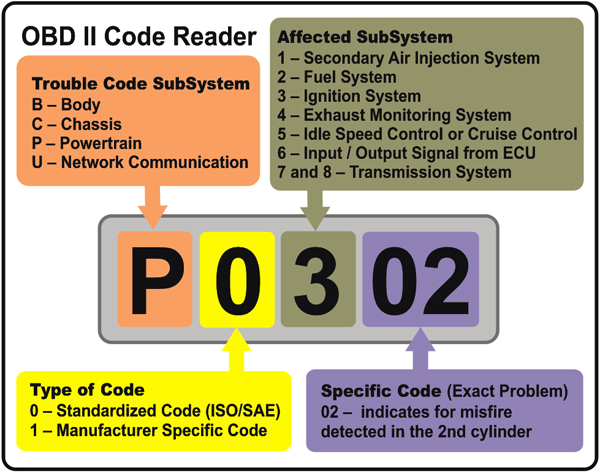 OBD II Code Reader
Trouble Code SubSystem
B – Body
C – Chassis
P – Powertrain
U – Network Communication
Affected SubSystem
1 – Secondary Air Injection System
2 – Fuel System
3 – Ignition System
4 – Exhaust Monitoring System
5 – Idle Speed Control or Cruise Control
6 – Input / Output Signal from ECU
7 and 8 – Transmission System
P 0 3 02
Type of Code
0 – Standardized Code (ISO/SAE)
1 – Manufacturer Specific Code
Specific Code (Exact Problem)
02 – indicates for misfire
detected in the 2nd cylinder